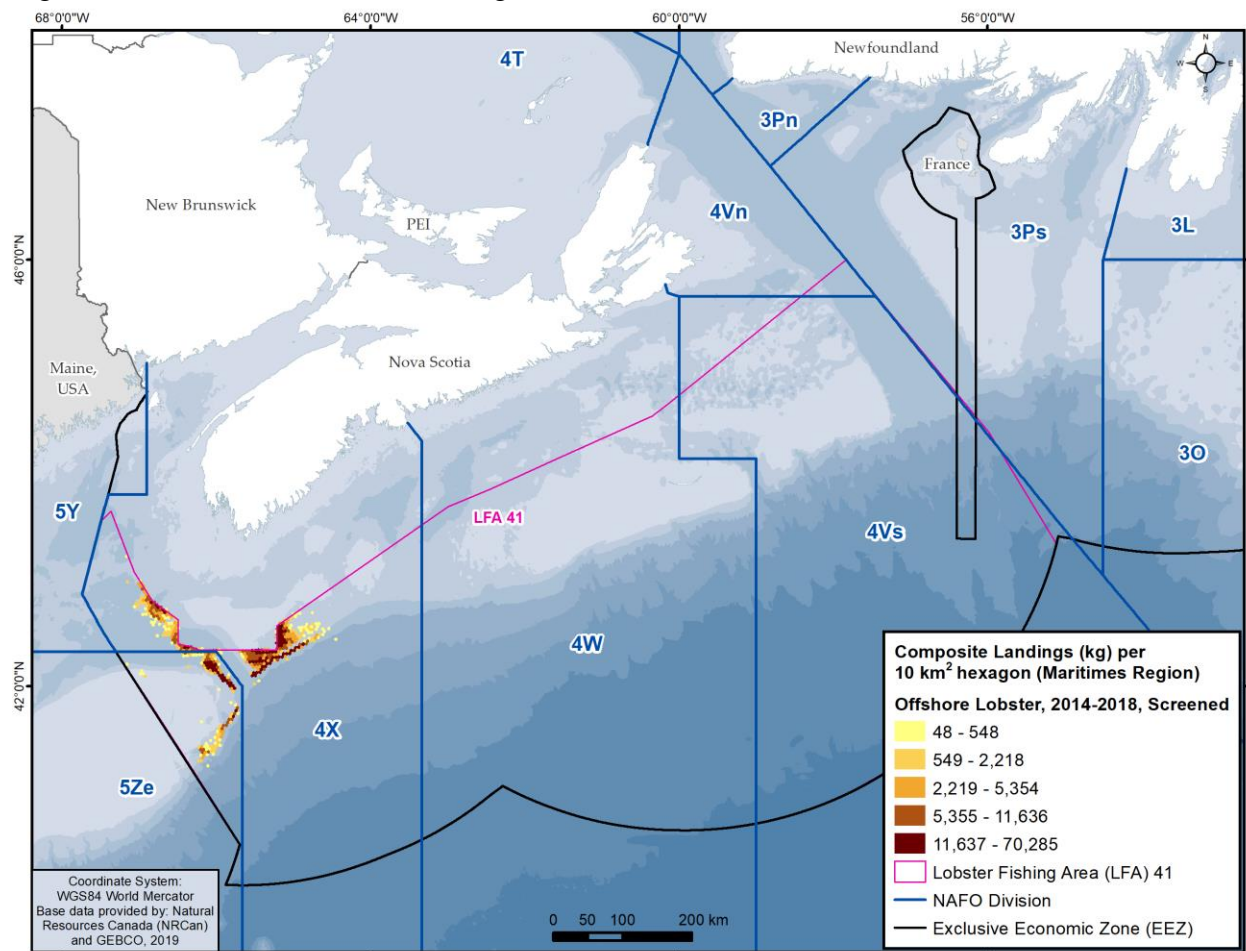 68°0'0"W
64°0'0"W
60°0'0"W
56°0'0"W
46°0'0"N
42°0'0"N
N
W
E
S
4T
Newfoundland
3Pn
France
New Brunswick
PEI
4Vn
3Ps
3L
Maine,
USA
Nova Scotia
3O
5Y
LFA 41
4Vs
4W
4X
5Ze
Composite Landings (kg) per
10 km² hexagon (Maritimes Region)
Offshore Lobster, 2014-2018, Screened
48 - 548
549 - 2,218
2,219 - 5,354
5,355 - 11,636
11,637 - 70,285
Lobster Fishing Area (LFA) 41
NAFO Division
Exclusive Economic Zone (EEZ)
Coordinate System:
WGS84 World Mercator
Base data provided by: Natural
Resources Canada (NRCan)
and GEBCO, 2019
0 50 100 200 km